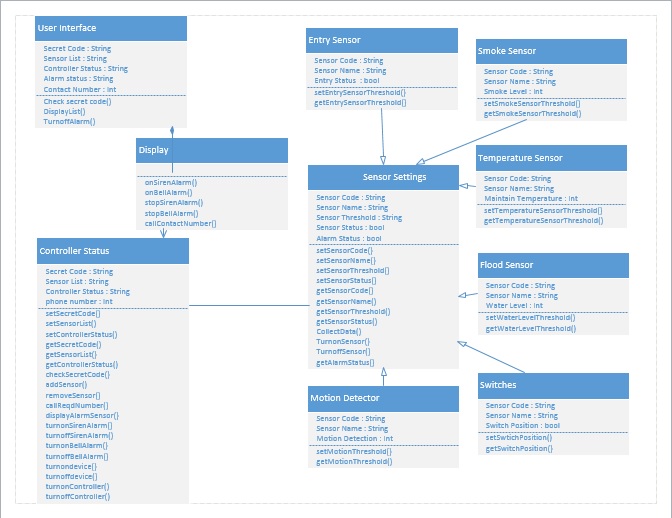 User Interface
Secret Code : String
Sensor List : String
Controller Status : String
Alarm status : String
Contact Number : int
Check secret code()
DisplayList()
TurnoffAlarm()
Display
onSirenAlarm()
onBellAlarm()
stopSirenAlarm()
stopBellAlarm()
callContactNumber()
Controller Status
Secret Code : String
Sensor List : String
Controller Status : String
phone number : int
setSecretCode()
setSensorList()
setControllerStatus()
getSecretCode()
getSensorList()
getControllerStatus()
checkSecretCode()
addSensor()
removeSensor()
callReqdNumber()
displayAlarmSensor()
turnonSirenAlarm()
turnoffSirenAlarm()
turnonBellAlarm()
turnoffBellAlarm()
turnondevice()
turnoffdevice()
turnonController()
turnoffController()
Entry Sensor
Sensor Code : String
Sensor Name : String
Entry Status : bool
setEntrySensorThreshold()
getEntrySensorThreshold()
Sensor Settings
Sensor Code : String
Sensor Name : String
Sensor Threshold : String
Sensor Status : bool
Alarm Status : bool
setSensorCode()
setSensorName()
setSensorThreshold()
setSensorStatus()
getSensorCode()
getSensorName()
getSensorThreshold()
getSensorStatus()
CollectData()
TurnonSensor()
TurnoffSensor()
getAlarmStatus()
Motion Detector
Sensor Code : String
Sensor Name : String
Motion Detection : int
setMotionThreshold()
getMotionThreshold()
Smoke Sensor
Sensor Code : String
Sensor Name : String
Smoke Level : int
setSmokeSensorThreshold()
getSmokeSensorThreshold()
Temperature Sensor
Sensor Code: String
Sensor Name: String
Maintain Temperature : int
setTemperatureSensorThreshold()
getTemperatureSensorThreshold()
Flood Sensor
Sensor Code : String
Sensor Name : String
Water Level : int
setWaterLevelThreshold()
getWaterLevelThreshold()
Switches
Sensor Code : String
Sensor Name : String
Switch Position : bool
setSwtichPosition()
getSwitchPosition()